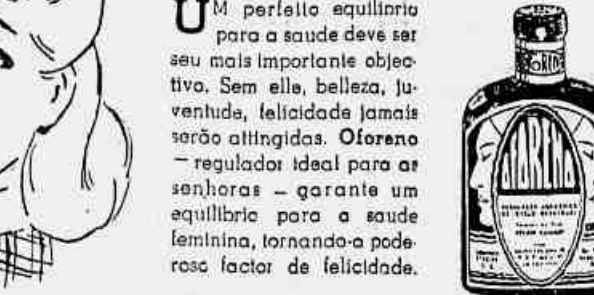 UM perfeito equilibrio
para a saude deve ser
seu mais importante objec-
tivo. Sem elle, belleza, ju-
ventude, felicidade jamais
serão attingidas. Oforeno
— regulador ideal para as
senhoras — garante um
equilibrio para a saude
feminina, tornando-a pode-
roso factor de felicidade.